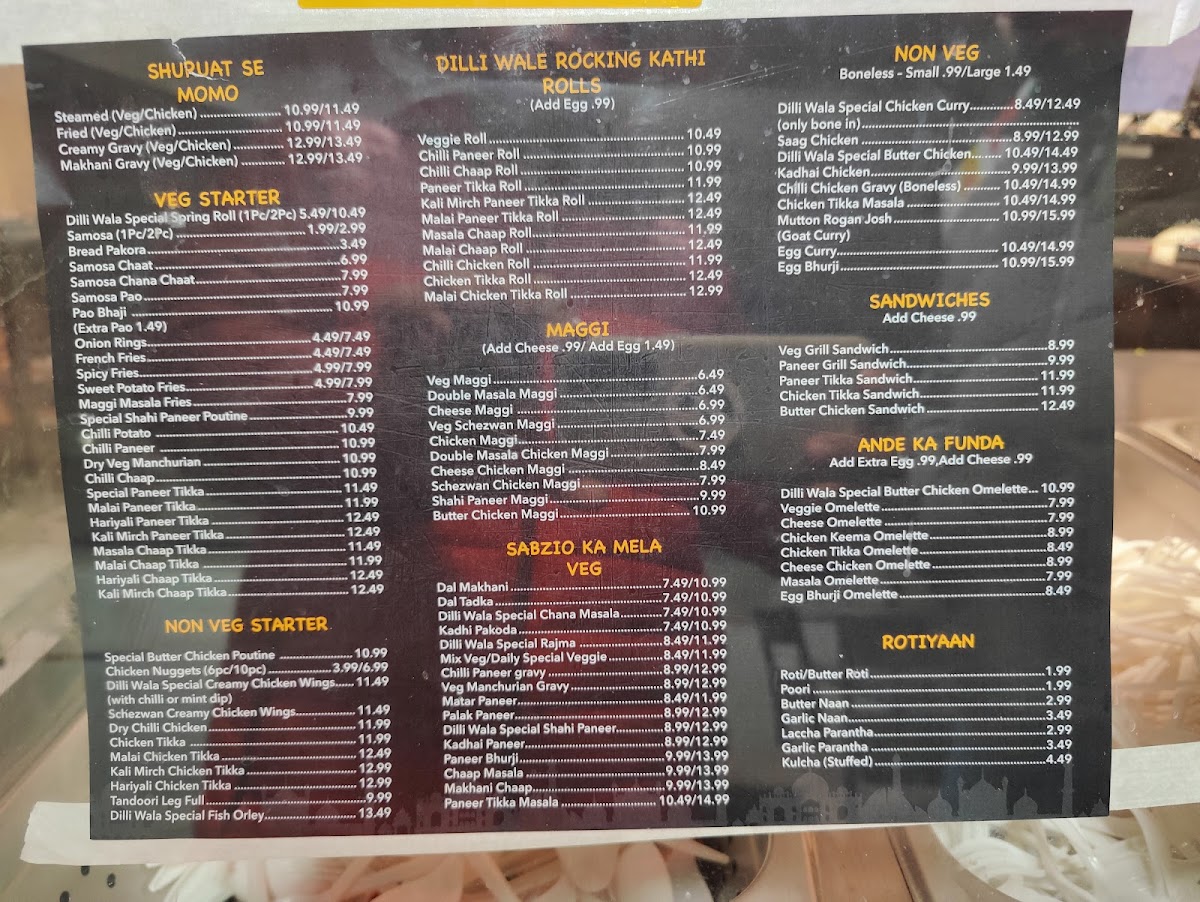 SHURUAT SE
MOMO
Steamed (Veg/Chicken) 10.99/11.49
Fried (Veg/Chicken) 10.99/11.49
Creamy Gravy (Veg/Chicken) 12.99/13.49
Makhani Gravy (Veg/Chicken) 12.99/13.49
VEG STARTER
Dilli Wala Special Spring Roll (1Pc/2Pc) 5.49/10.49
Samosa (1Pc/2Pc) 1.99/2.99
Bread Pakora 3.49
Samosa Chaat 6.99
Samosa Chana Chaat 7.99
Samosa Pao 7.99
Pao Bhaji 10.99
(Extra Pao 1.49)
Onion Rings 4.49/7.49
French Fries 4.49/7.49
Spicy Fries 4.99/7.99
Sweet Potato Fries 4.99/7.99
Maggi Masala Fries 7.99
Special Shahi Paneer Poutine 9.99
Chilli Potato 10.49
Chilli Paneer 10.99
Dry Veg Manchurian 10.99
Chilli Chaap 10.99
Special Paneer Tikka 11.49
Malai Paneer Tikka 11.99
Hariyali Paneer Tikka 12.49
Kali Mirch Paneer Tikka 12.49
Masala Chaap Tikka 11.49
Malai Chaap Tikka 11.99
Hariyali Chaap Tikka 12.49
Kali Mirch Chaap Tikka 12.49
NON VEG STARTER
Special Butter Chicken Poutine 10.99
Chicken Nuggets (6pc/10pc) 3.99/6.99
Dilli Wala Special Creamy Chicken Wings 11.49
(with chilli or mint dip)
Schezwan Creamy Chicken Wings 11.49
Dry Chilli Chicken 11.99
Chicken Tikka 11.99
Malai Chicken Tikka 12.49
Kali Mirch Chicken Tikka 12.99
Hariyali Chicken Tikka 12.99
Tandoori Leg Full 9.99
Dilli Wala Special Fish Orley 13.49
DILLI WALE ROCKING KATHI
ROLLS
(Add Egg .99)
Veggie Roll 10.49
Chilli Paneer Roll 10.99
Chilli Chaap Roll 10.99
Paneer Tikka Roll 11.99
Kali Mirch Paneer Tikka Roll 12.49
Malai Paneer Tikka Roll 12.49
Masala Chaap Roll 11.99
Malai Chaap Roll 12.49
Chilli Chicken Roll 11.99
Chicken Tikka Roll 12.49
Malai Chicken Tikka Roll 12.99
MAGGI
(Add Cheese .99/ Add Egg 1.49)
Veg Maggi 6.49
Double Masala Maggi 6.49
Cheese Maggi 6.99
Veg Schezwan Maggi 6.99
Chicken Maggi 7.49
Double Masala Chicken Maggi 7.99
Cheese Chicken Maggi 8.49
Schezwan Chicken Maggi 7.99
Shahi Paneer Maggi 9.99
Butter Chicken Maggi 10.99
SABZIO KA MELA
VEG
Dal Makhani 7.49/10.99
Dal Tadka 7.49/10.99
Dilli Wala Special Chana Masala 7.49/10.99
Kadhi Pakoda 7.49/10.99
Dilli Wala Special Rajma 8.49/11.99
Mix Veg/Daily Special Veggie 8.49/11.99
Chilli Paneer gravy 8.99/12.99
Veg Manchurian Gravy 8.99/12.99
Matar Paneer 8.49/11.99
Palak Paneer 8.99/12.99
Dilli Wala Special Shahi Paneer 8.99/12.99
Kadhai Paneer 8.99/12.99
Paneer Bhurji 9.99/13.99
Chaap Masala 9.99/13.99
Makhani Chaap 9.99/13.99
Paneer Tikka Masala 10.49/14.99
NON VEG
Boneless - Small .99/Large 1.49
Dilli Wala Special Chicken Curry 8.49/12.49
(only bone in)
Saag Chicken 8.99/12.99
Dilli Wala Special Butter Chicken 10.49/14.49
Kadhai Chicken 9.99/13.99
Chilli Chicken Gravy (Boneless) 10.49/14.99
Chicken Tikka Masala 10.49/14.99
Mutton Rogan Josh 10.99/15.99
(Goat Curry)
Egg Curry 10.49/14.99
Egg Bhurji 10.99/15.99
SANDWICHES
Add Cheese .99
Veg Grill Sandwich 8.99
Paneer Grill Sandwich 9.99
Paneer Tikka Sandwich 11.99
Chicken Tikka Sandwich 11.99
Butter Chicken Sandwich 12.49
ANDE KA FUNDA
Add Extra Egg .99,Add Cheese .99
Dilli Wala Special Butter Chicken Omelette 10.99
Veggie Omelette 7.99
Cheese Omelette 7.99
Chicken Keema Omelette 8.99
Chicken Tikka Omelette 8.49
Cheese Chicken Omelette 8.99
Masala Omelette 7.99
Egg Bhurji Omelette 8.49
ROTIYAAN
Roti/Butter Roti 1.99
Poori 1.99
Butter Naan 2.99
Garlic Naan 3.49
Laccha Parantha 2.99
Garlic Parantha 3.49
Kulcha (Stuffed) 4.49